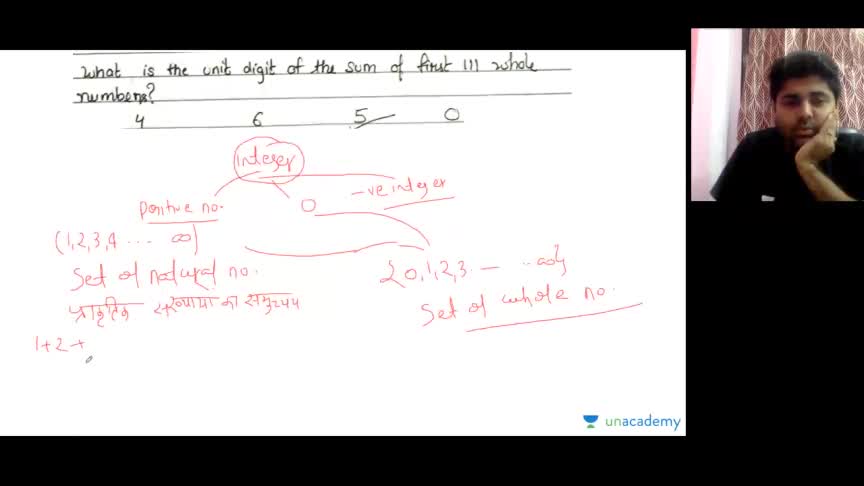 What is the unit digit of the sum of first 111 whole
numbers?
4 6 5 0
Integer
Positive no. 0 -ve integer
(1,2,3,4 .... ∞)
Set of natural no.
{0,1,2,3. — ..∞}
प्राकृतिक संख्याया का समुच्यय
Set of whole no.
1+2+
unacademy